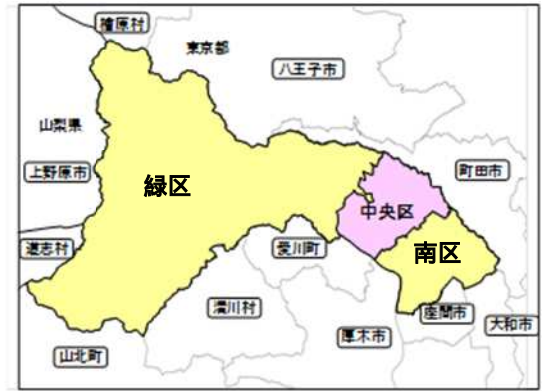 檜原村
東京都
八王子市
山梨県
上野原市
町田市
緑区
中央区
道志村
愛川町
南区
清川村
座間市
厚木市
大和市
山北町